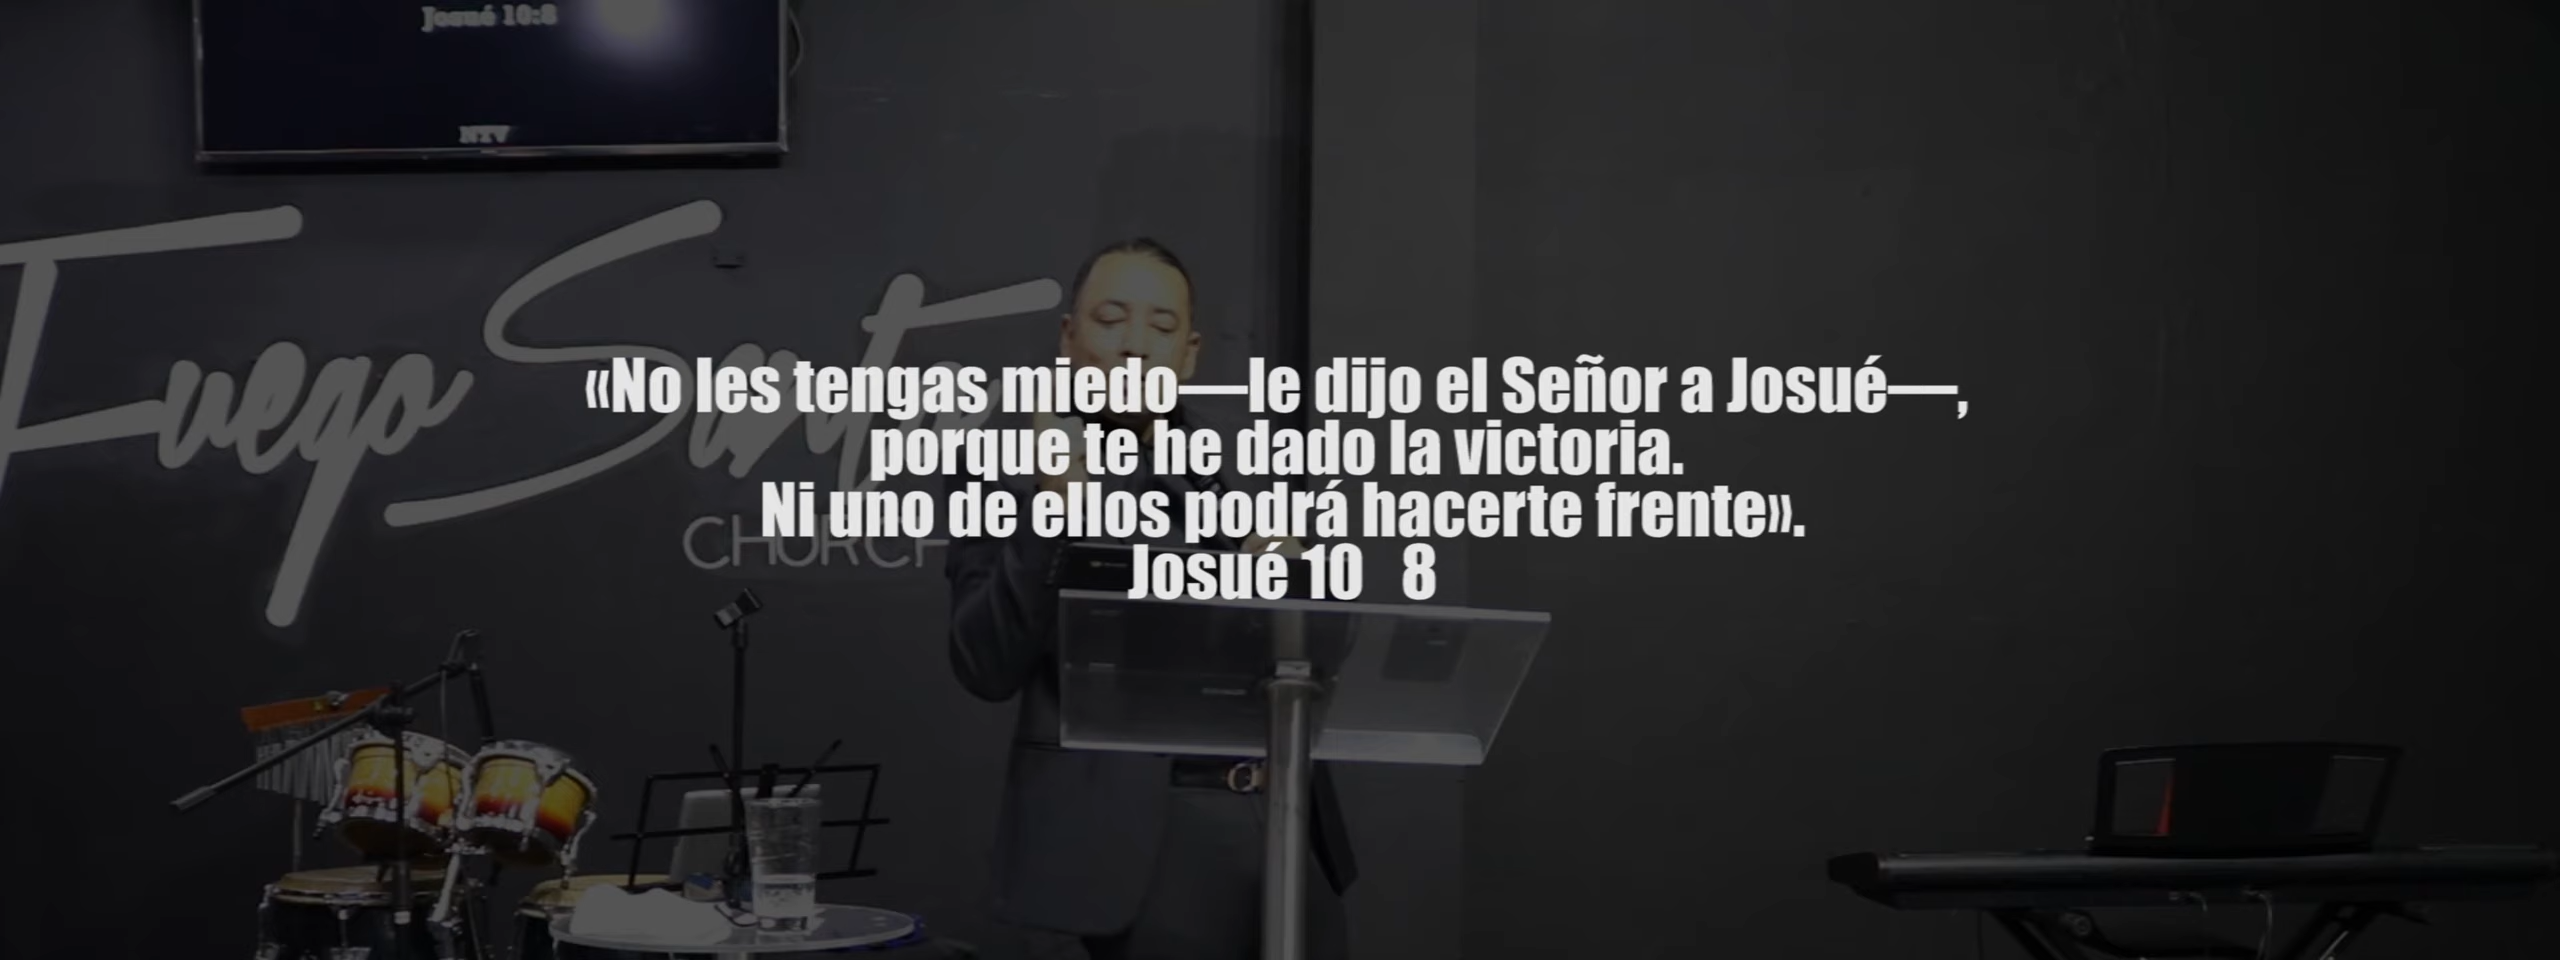 Josué 10:8
NTV
Fuego Santo
CHURCH
«No les tengas miedo—le dijo el Señor a Josué—,
porque te he dado la victoria.
Ni uno de ellos podrá hacerte frente».
Josué 10   8